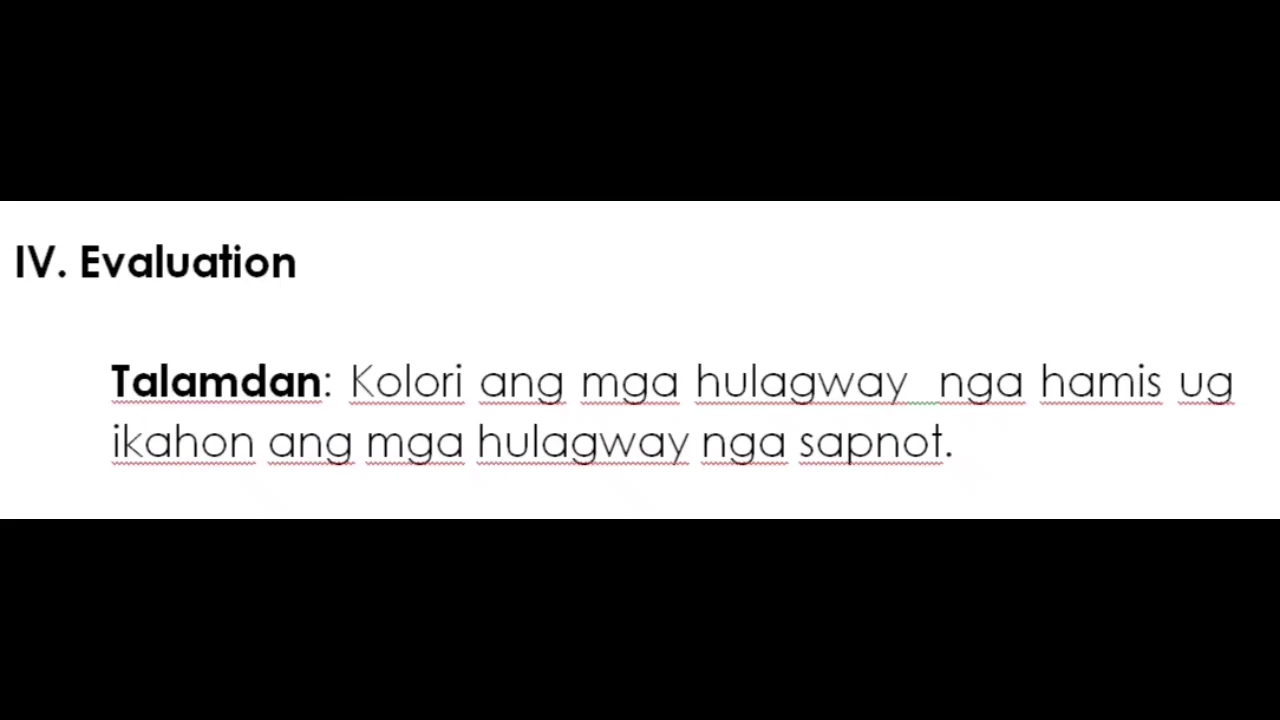 IV. Evaluation
Talamdan: Kolori ang mga hulagway nga hamis ug
ikahon ang mga hulagway nga sapnot.